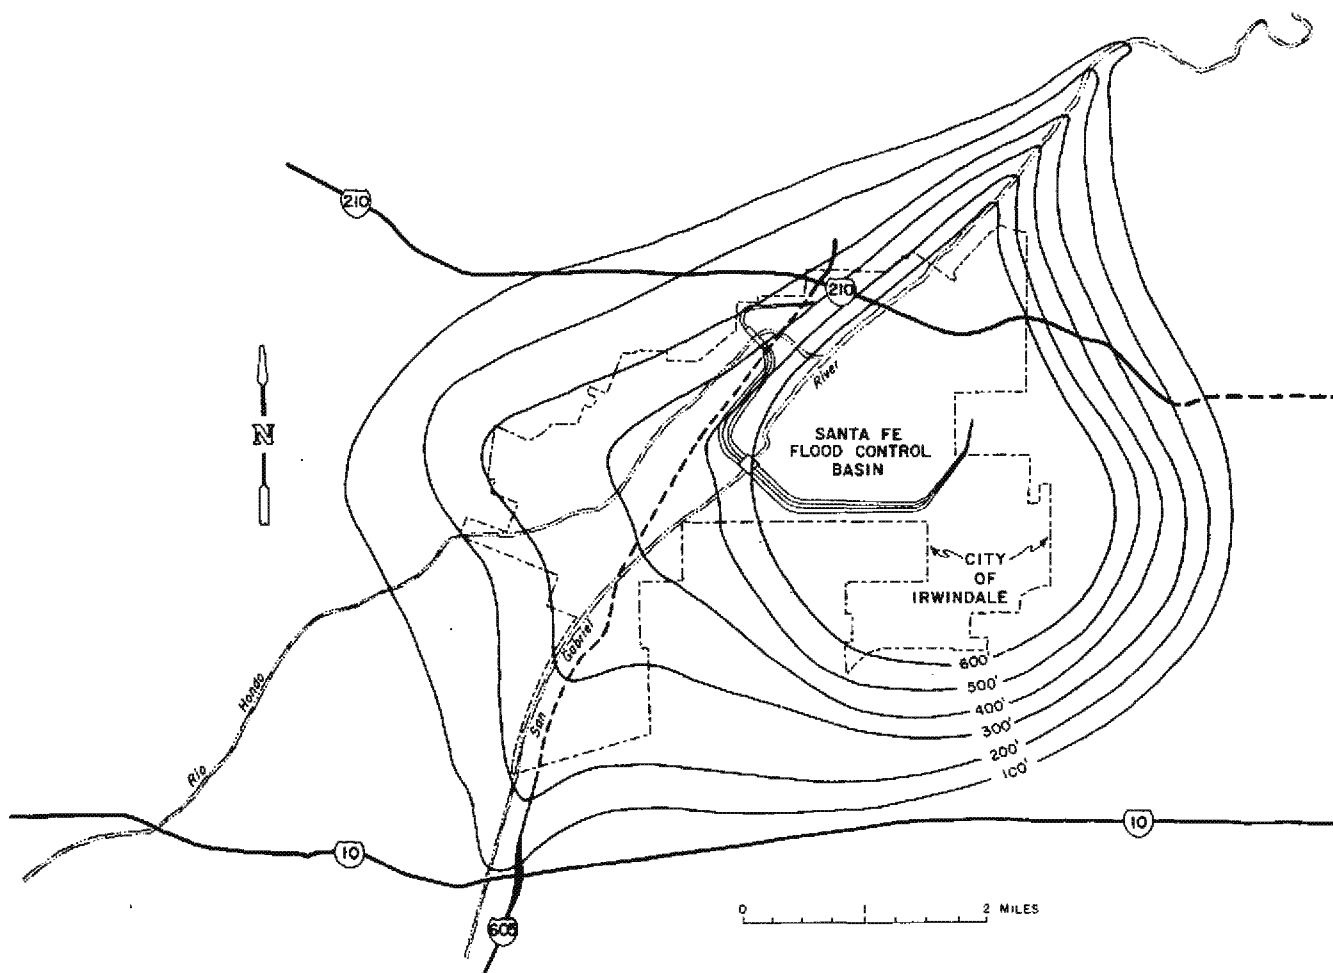 210
210
N
River
SANTA FE
FLOOD CONTROL
BASIN
CITY
OF
IRWINDALE
Gabriel
San
Hondo
Rio
600'
500'
400'
300'
200'
100'
10
10
605
0 1 2 MILES